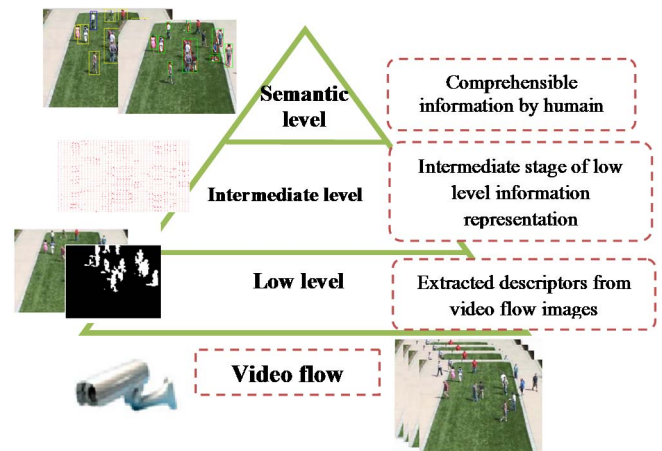 Semantic
level
Comprehensible
information by humain
Intermediate level
Intermediate stage of low
level information
representation
Low level
Extracted descriptors from
video flow images
Video flow